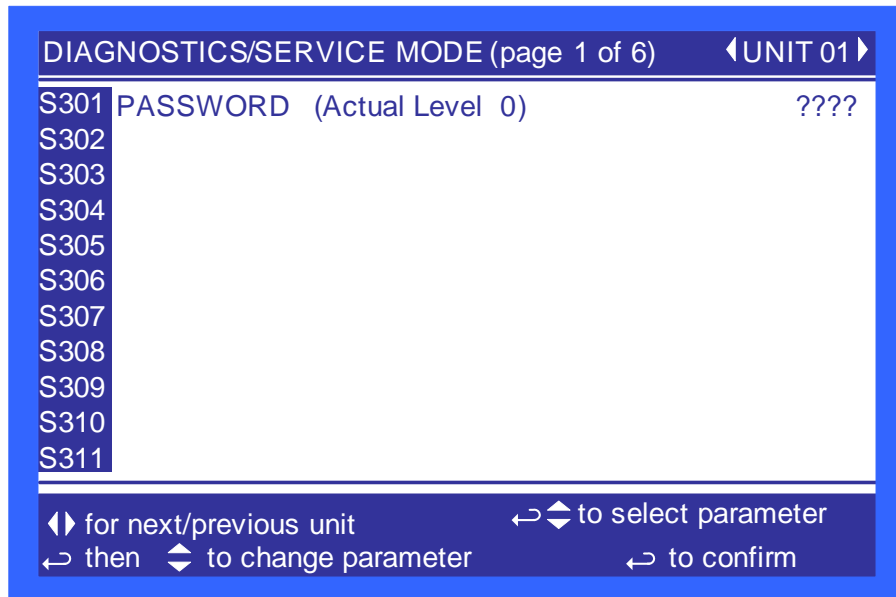 DIAGNOSTICS/SERVICE MODE (page 1 of 6) UNIT 01
S301 PASSWORD (Actual Level 0) ????
S302
S303
S304
S305
S306
S307
S308
S309
S310
S311
for next/previous unit
to select parameter
then to change parameter
to confirm